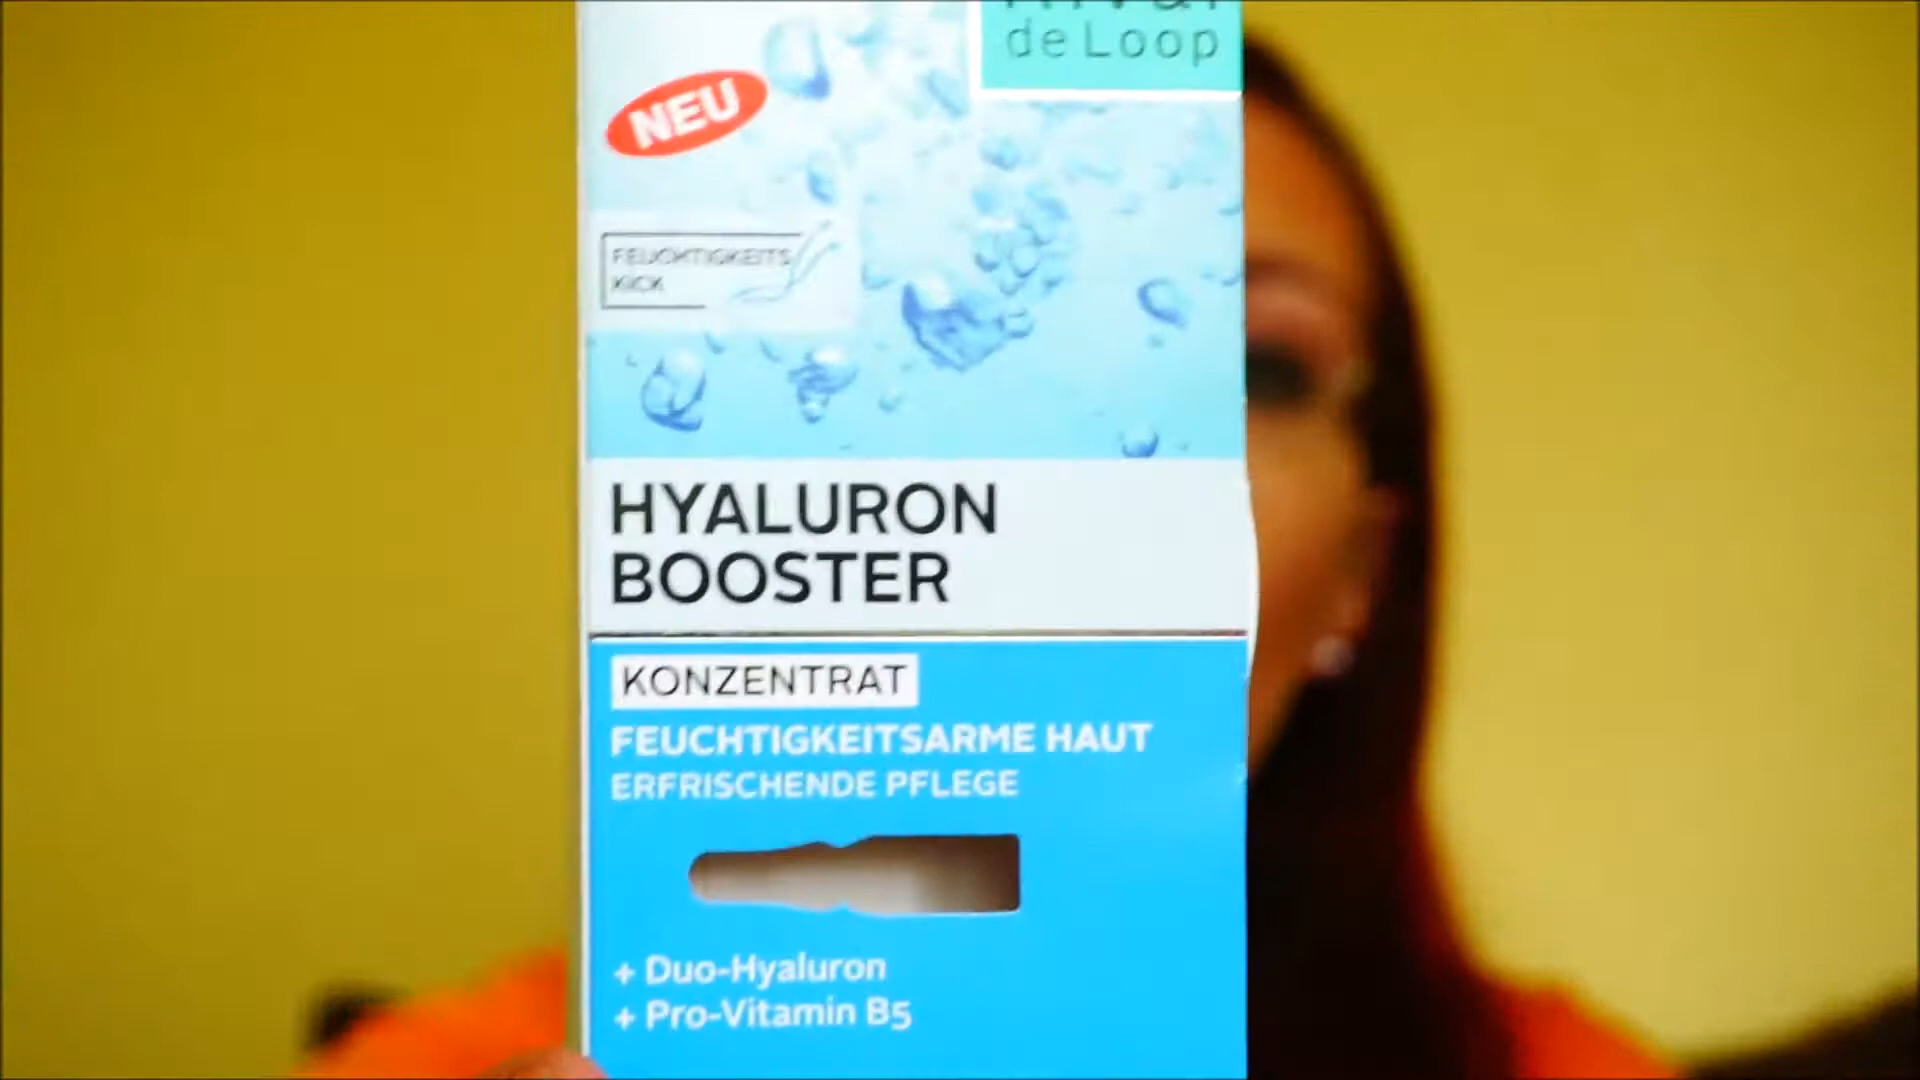 de Loop
NEU
FEUCHTIGKEITS
KICK
HYALURON
BOOSTER
KONZENTRAT
FEUCHTIGKEITSARME HAUT
ERFRISCHENDE PFLEGE
+ Duo-Hyaluron
+ Pro-Vitamin B5